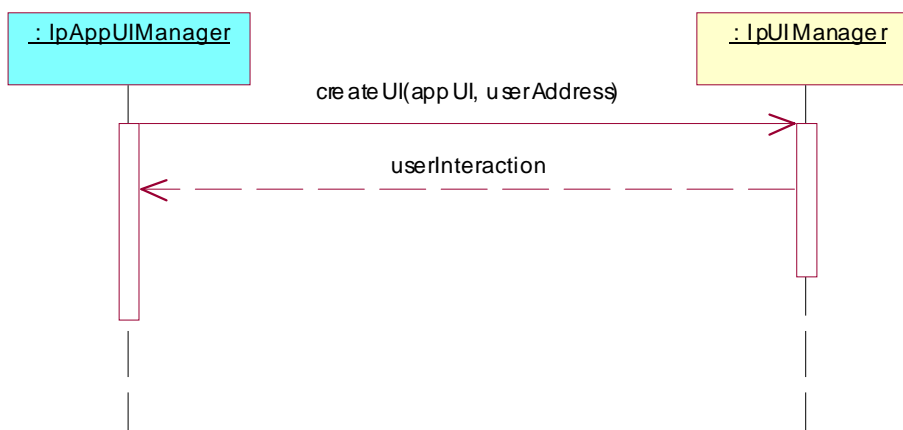 : IpAppUIManager
: IpUIManager
createUI(appUI, userAddress)
userInteraction